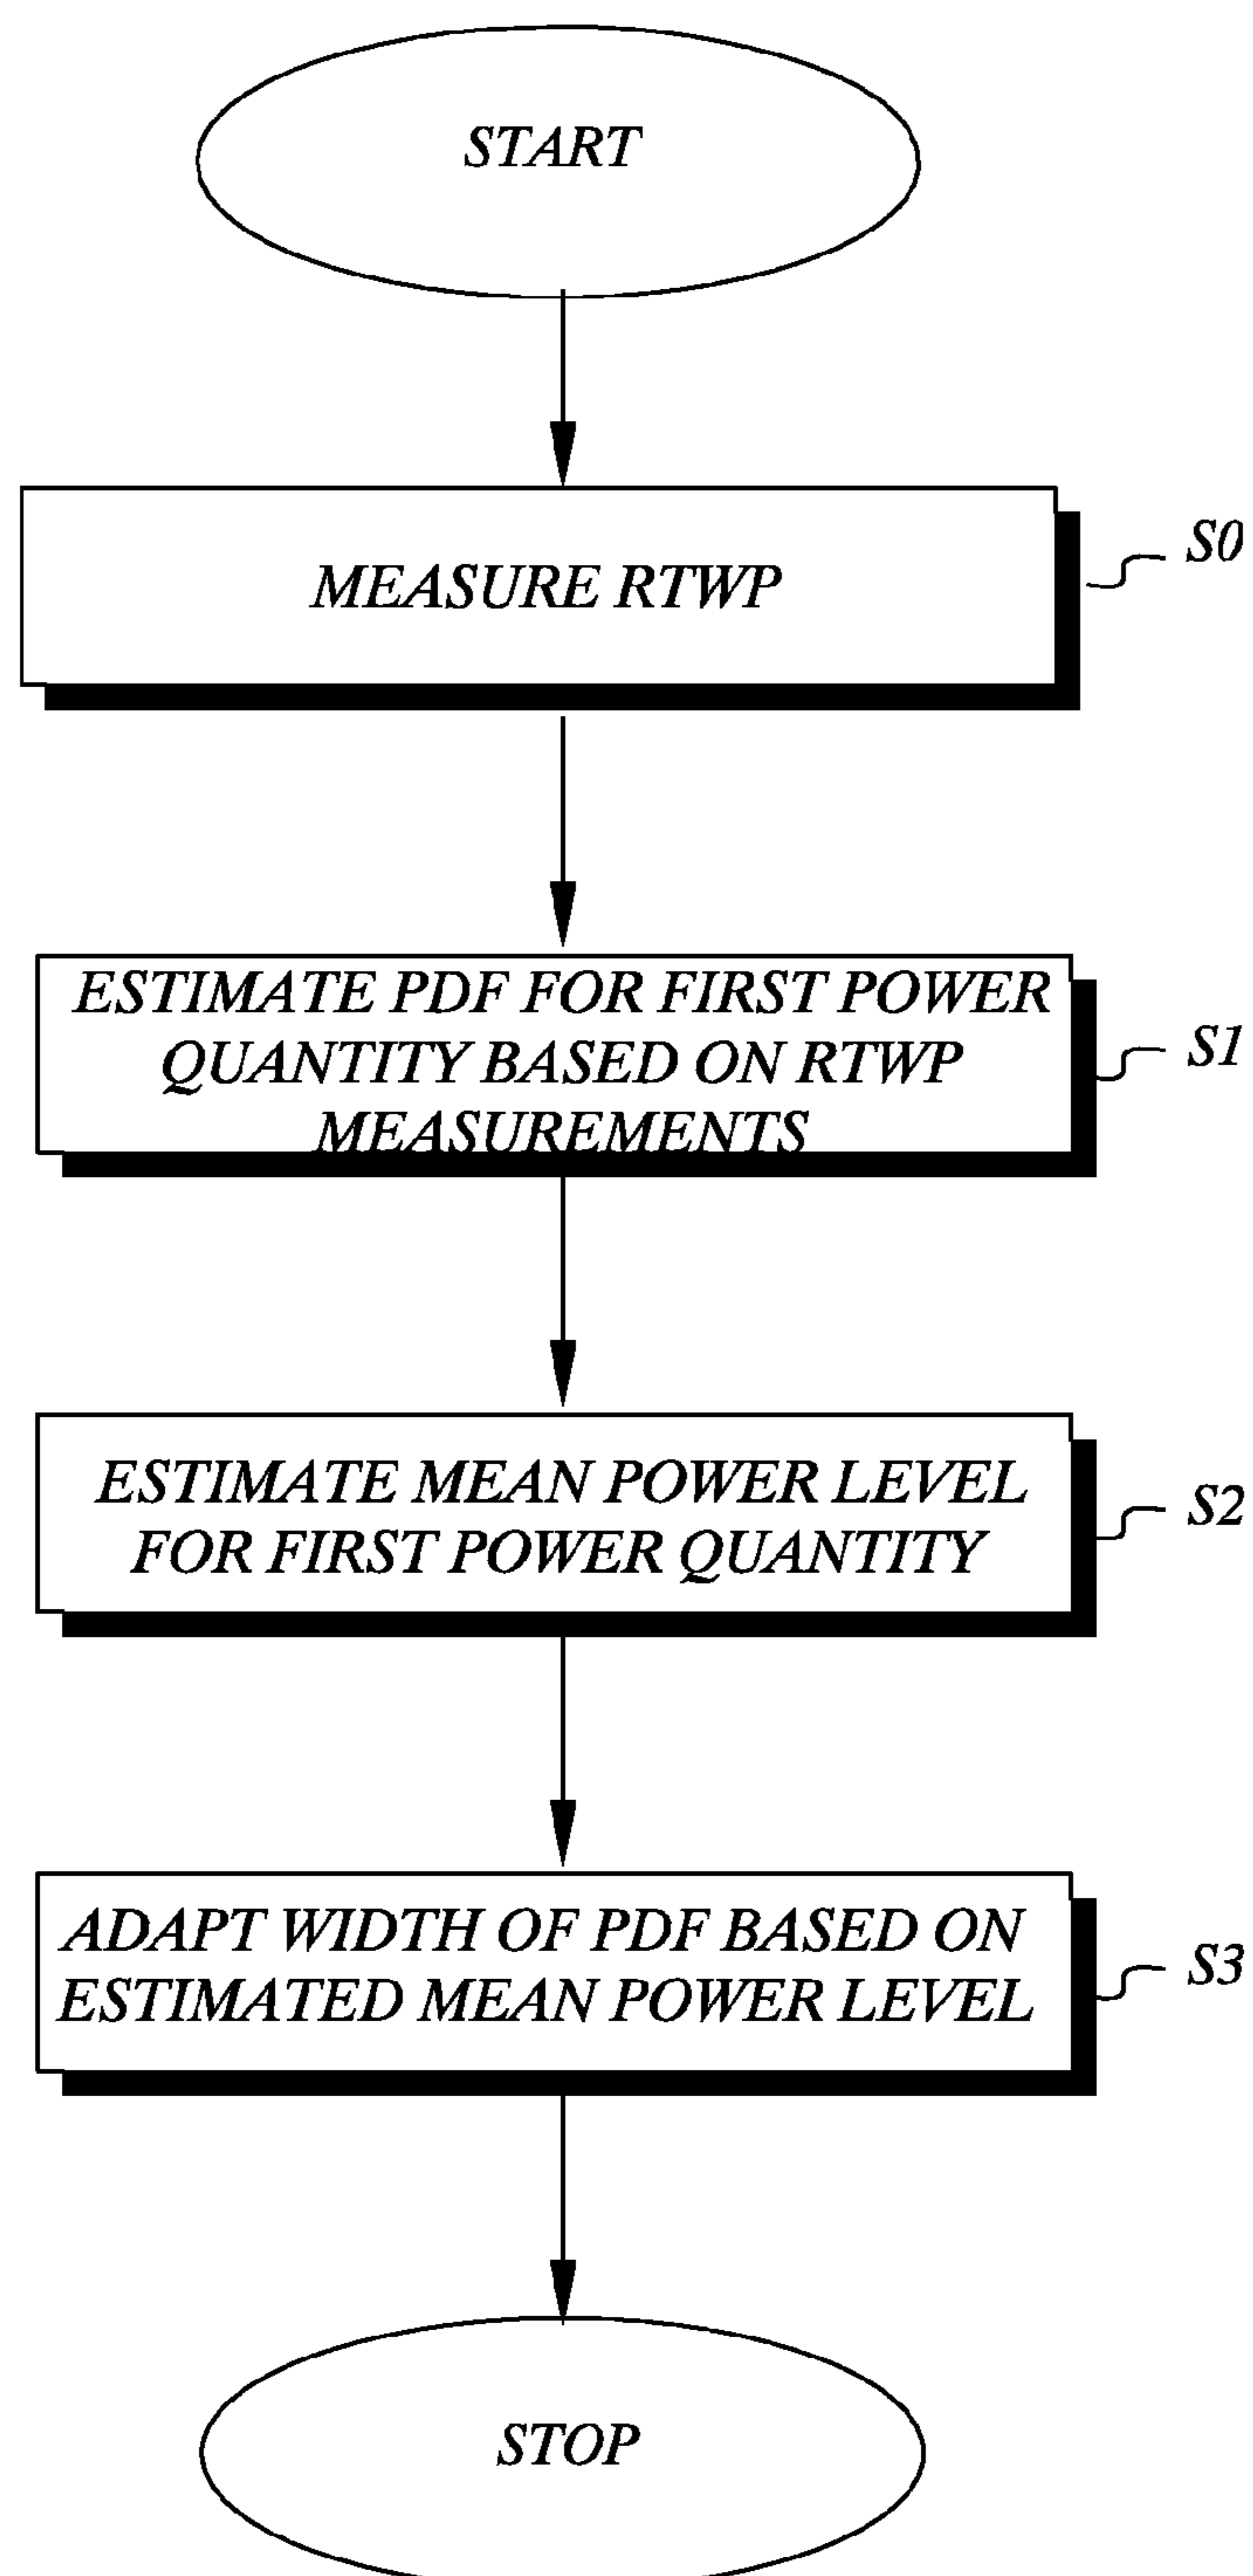 START
MEASURE RTWP
S0
ESTIMATE PDF FOR FIRST POWER
QUANTITY BASED ON RTWP
MEASUREMENTS
S1
ESTIMATE MEAN POWER LEVEL
FOR FIRST POWER QUANTITY
S2
ADAPT WIDTH OF PDF BASED ON
ESTIMATED MEAN POWER LEVEL
S3
STOP